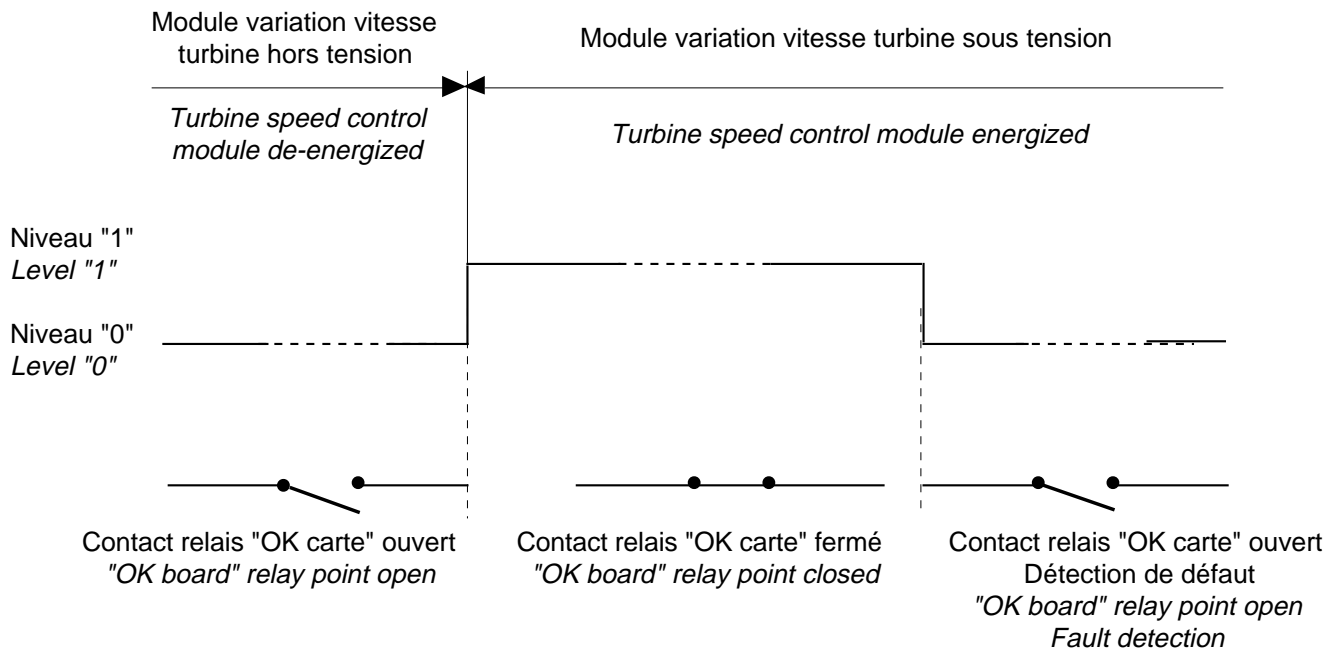 Module variation vitesse
turbine hors tension
Module variation vitesse turbine sous tension
Turbine speed control
module de-energized
Turbine speed control module energized
Niveau "1"
Level "1"
Niveau "0"
Level "0"
Contact relais "OK carte" ouvert
"OK board" relay point open
Contact relais "OK carte" fermé
"OK board" relay point closed
Contact relais "OK carte" ouvert
Détection de défaut
"OK board" relay point open
Fault detection